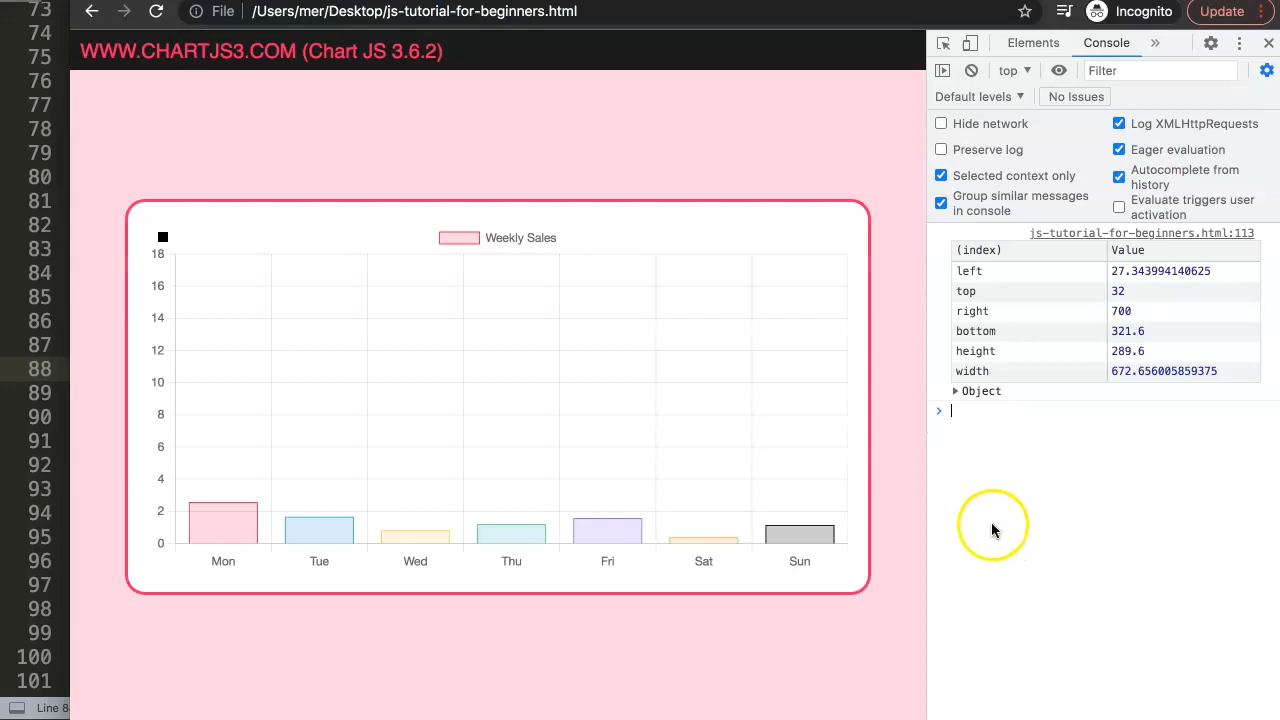 File /Users/mer/Desktop/js-tutorial-for-beginners.html Incognito Update
WWW.CHARTJS3.COM (Chart JS 3.6.2)
73
74
75
76
77
78
79
80
81
82
83
84
85
86
87
88
89
90
91
92
93
94
95
96
97
98
99
100
101
Line 8
Weekly Sales
18
16
14
12
10
8
6
4
2
0
Mon Tue Wed Thu Fri Sat Sun
Elements Console »
top ▼ Filter
Default levels ▼ No Issues
Hide network Log XMLHttpRequests
Preserve log Eager evaluation
Selected context only Autocomplete from
history
Group similar messages Evaluate triggers user
in console activation
js-tutorial-for-beginners.html:113
(index) Value
left 27.343994140625
top 32
right 700
bottom 321.6
height 289.6
width 672.656005859375
▶ Object
>